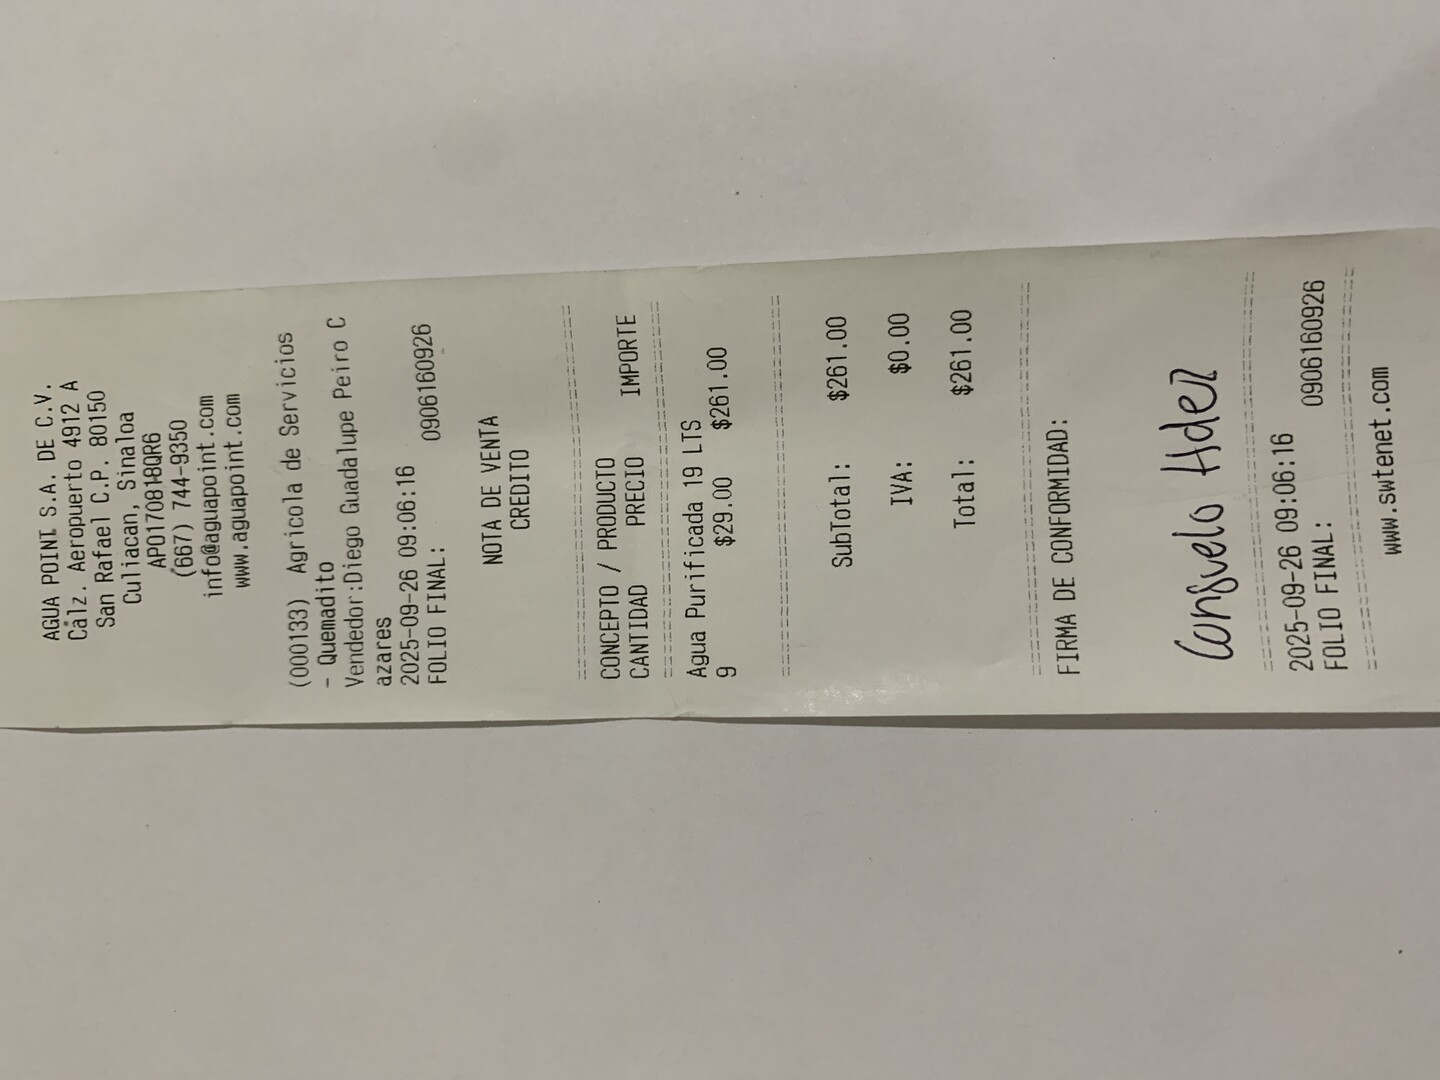 AGUA POINT S.A. DE C.V.
Calz. Aeropuerto 4912 A
San Rafael C.P. 80150
Culiacan, Sinaloa
APO170818QR6
(667) 744-9350
info@aguapoint.com
www.aguapoint.com
(000133) Agricola de Servicios
- Quemadito
Vendedor:Diego Guadalupe Peiro C
azares
2025-09-26 09:06:16
FOLIO FINAL: 0906160926
NOTA DE VENTA
CREDITO
CONCEPTO / PRODUCTO
CANTIDAD PRECIO IMPORTE
Agua Purificada 19 LTS
9 $29.00 $261.00
SubTotal: $261.00
IVA: $0.00
Total: $261.00
FIRMA DE CONFORMIDAD:
Consuelo Hdez
2025-09-26 09:06:16
FOLIO FINAL: 0906160926
www.swtenet.com